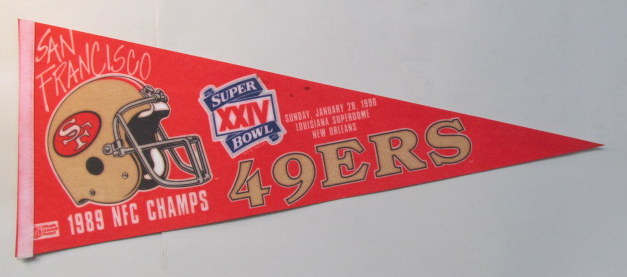 SAN
FRANCISCO
SF
SUPER
XXIV
BOWL
SUNDAY, JANUARY 28, 1990
LOUISIANA SUPERDOME
NEW ORLEANS
49ERS
1989 NFC CHAMPS